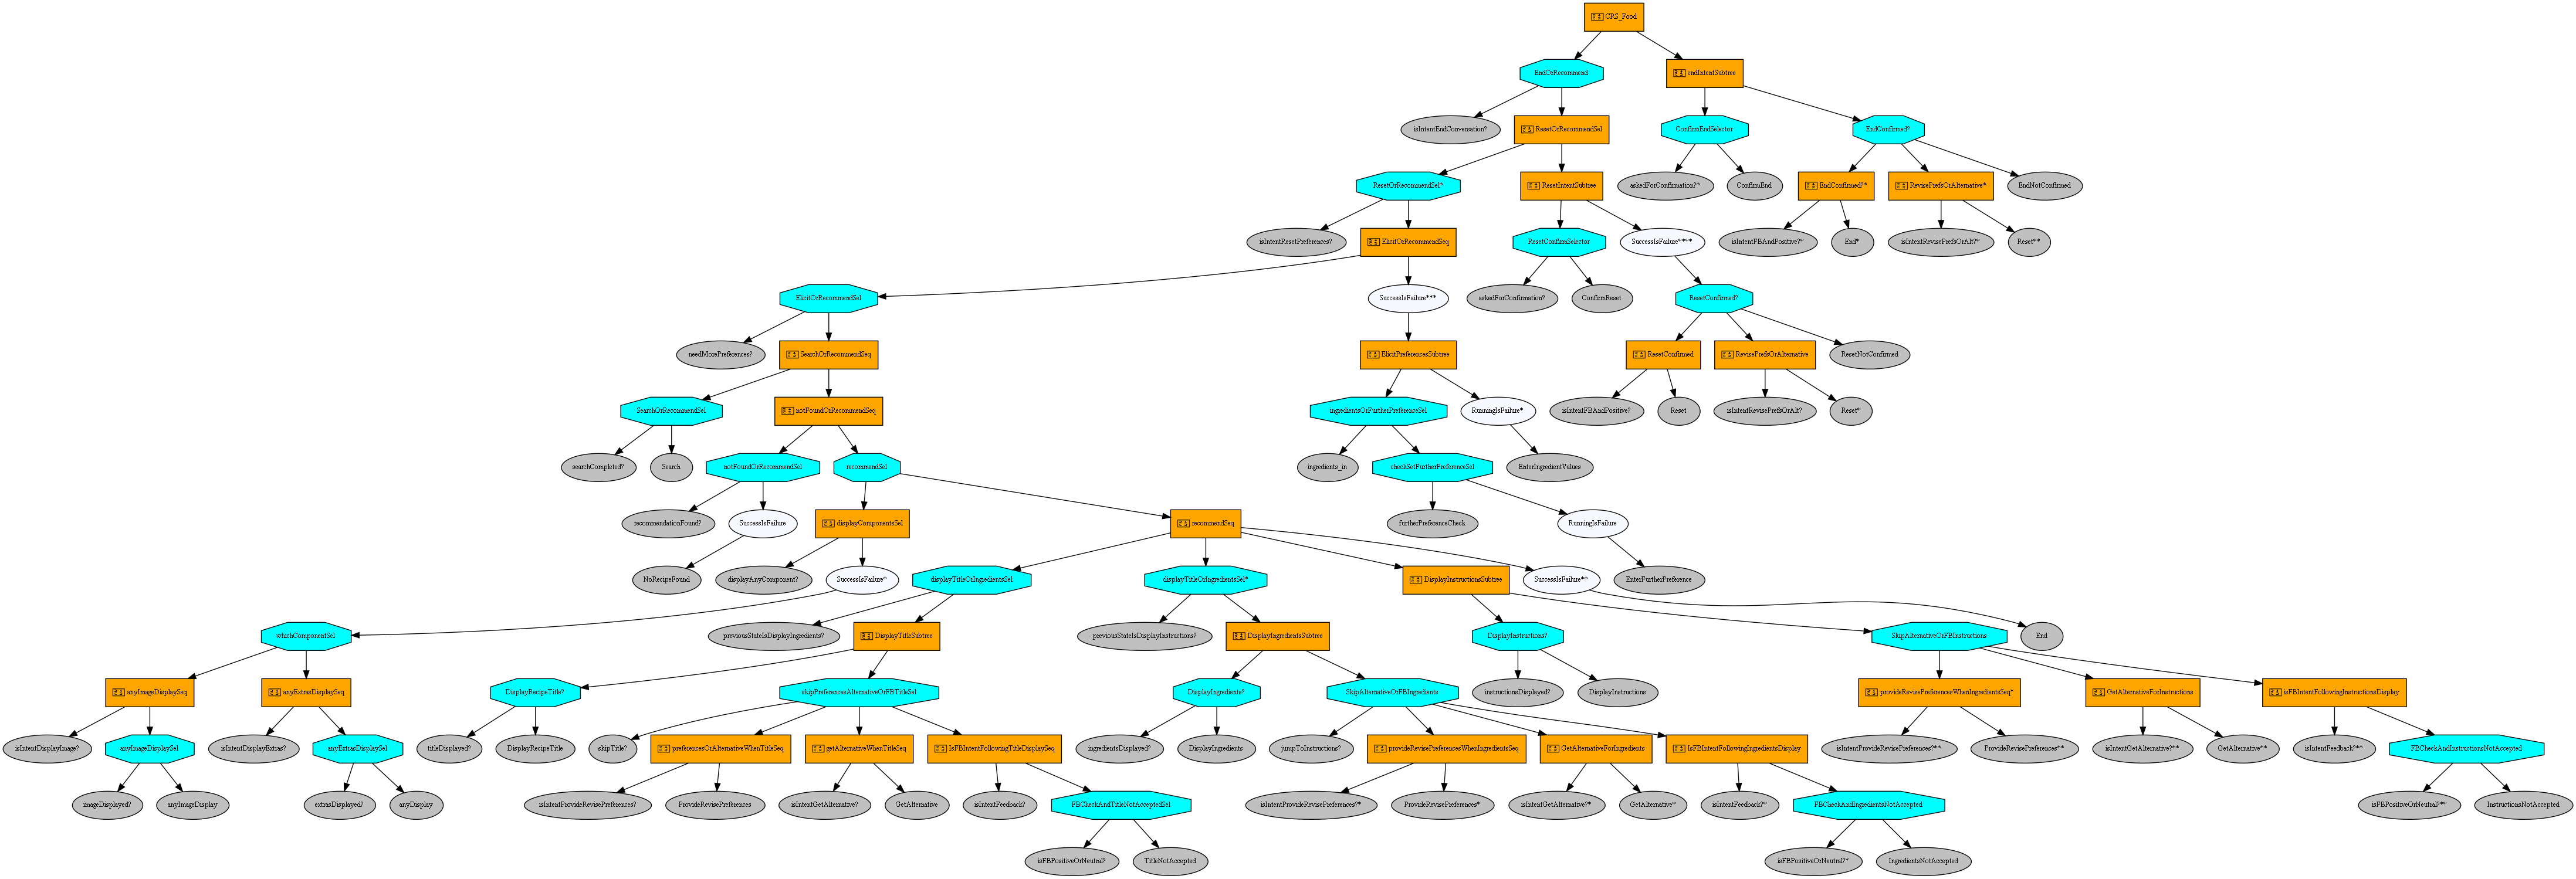 CRS_Food
EndOrRecommend
endIntentSubtree
isIntentEndConversation?
ResetOrRecommendSel
ConfirmEndSelector
EndConfirmed?
ResetOrRecommendSel*
ResetIntentSubtree
askedForConfirmation?*
ConfirmEnd
EndConfirmed?*
RevisePrefsOrAlternative*
EndNotConfirmed
isIntentResetPreferences?
ElicitOrRecommendSeq
ResetConfirmSelector
SuccessIsFailure****
isIntentFBAndPositive?*
End*
isIntentRevisePrefsOrAlt?*
Reset**
ElicitOrRecommendSel
SuccessIsFailure***
askedForConfirmation?
ConfirmReset
ResetConfirmed?
needMorePreferences?
SearchOrRecommendSeq
ElicitPreferencesSubtree
ResetConfirmed
RevisePrefsOrAlternative
ResetNotConfirmed
SearchOrRecommendSel
notFoundOrRecommendSeq
ingredientsOrFurtherPreferenceSel
RunningIsFailure*
isIntentFBAndPositive?
Reset
isIntentRevisePrefsOrAlt?
Reset*
searchCompleted?
Search
notFoundOrRecommendSel
recommendSel
ingredients_in
checkSetFurtherPreferenceSel
EnterIngredientValues
recommendationFound?
SuccessIsFailure
displayComponentsSel
recommendSeq
furtherPreferenceCheck
RunningIsFailure
NoRecipeFound
displayAnyComponent?
SuccessIsFailure*
displayTitleOrIngredientsSel
displayTitleOrIngredientsSel*
DisplayInstructionsSubtree
SuccessIsFailure**
EnterFurtherPreference
whichComponentSel
previousStateIsDisplayIngredients?
DisplayTitleSubtree
previousStateIsDisplayInstructions?
DisplayIngredientsSubtree
DisplayInstructions?
SkipAlternativeOrFBInstructions
End
anyImageDisplaySeq
anyExtrasDisplaySeq
DisplayRecipeTitle?
skipPreferencesAlternativeOrFBTitleSel
DisplayIngredients?
SkipAlternativeOrFBIngredients
instructionsDisplayed?
DisplayInstructions
provideRevisePreferencesWhenIngredientsSeq*
GetAlternativeForInstructions
isFBIntentFollowingInstructionsDisplay
isIntentDisplayImage?
anyImageDisplaySel
isIntentDisplayExtras?
anyExtrasDisplaySel
titleDisplayed?
DisplayRecipeTitle
skipTitle?
preferencesOrAlternativeWhenTitleSeq
getAlternativeWhenTitleSeq
IsFBIntentFollowingTitleDisplaySeq
ingredientsDisplayed?
DisplayIngredients
jumpToInstructions?
provideRevisePreferencesWhenIngredientsSeq
GetAlternativeForIngredients
IsFBIntentFollowingIngredientsDisplay
isIntentProvideRevisePreferences?**
ProvideRevisePreferences**
isIntentGetAlternative?**
GetAlternative**
isIntentFeedback?**
FBCheckAndInstructionsNotAccepted
imageDisplayed?
anyImageDisplay
extrasDisplayed?
anyDisplay
isIntentProvideRevisePreferences?
ProvideRevisePreferences
isIntentGetAlternative?
GetAlternative
isIntentFeedback?
FBCheckAndTitleNotAcceptedSel
isIntentProvideRevisePreferences?*
ProvideRevisePreferences*
isIntentGetAlternative?*
GetAlternative*
isIntentFeedback?*
FBCheckAndIngredientsNotAccepted
isFBPositiveOrNeutral?**
InstructionsNotAccepted
isFBPositiveOrNeutral?
TitleNotAccepted
isFBPositiveOrNeutral?*
IngredientsNotAccepted